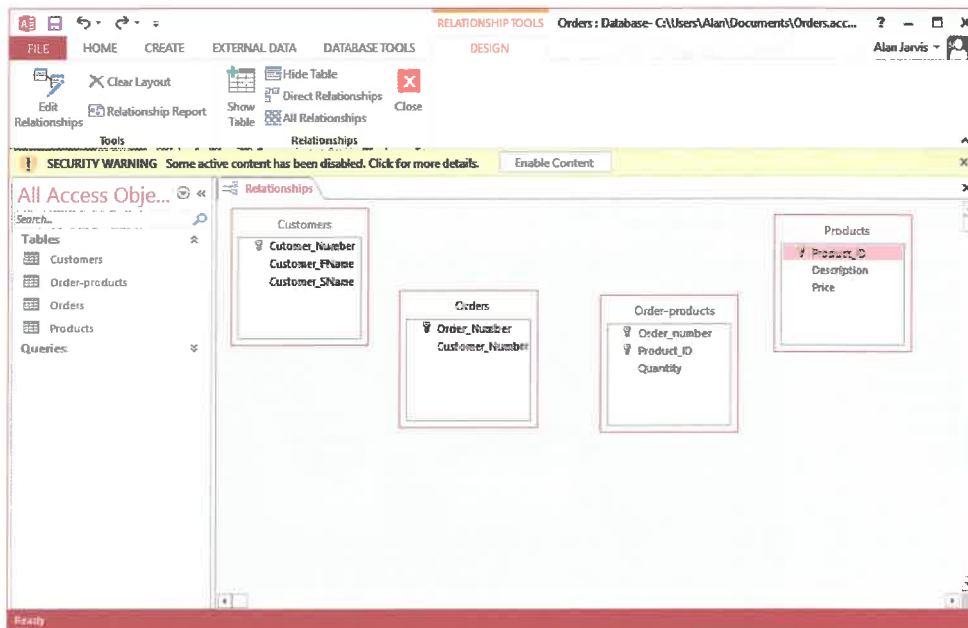 RELATIONSHIP TOOLS Orders : Database- C:\Users\Alan\Documents\Orders.acc... ?
FILE HOME CREATE EXTERNAL DATA DATABASE TOOLS DESIGN Alan Jarvis
Edit Relationships
Clear Layout
Relationship Report
Tools
Show Table
Hide Table
Direct Relationships
All Relationships
Close
Relationships
! SECURITY WARNING Some active content has been disabled. Click for more details. Enable Content
All Access Obje...
Search...
Tables
Customers
Order-products
Orders
Products
Queries
Relationships
Customers
Cutomer_Number
Customer_FName
Customer_SName
Orders
Order_Number
Customer_Number
Order-products
Order_number
Product_ID
Quantity
Products
Product_ID
Description
Price
Ready